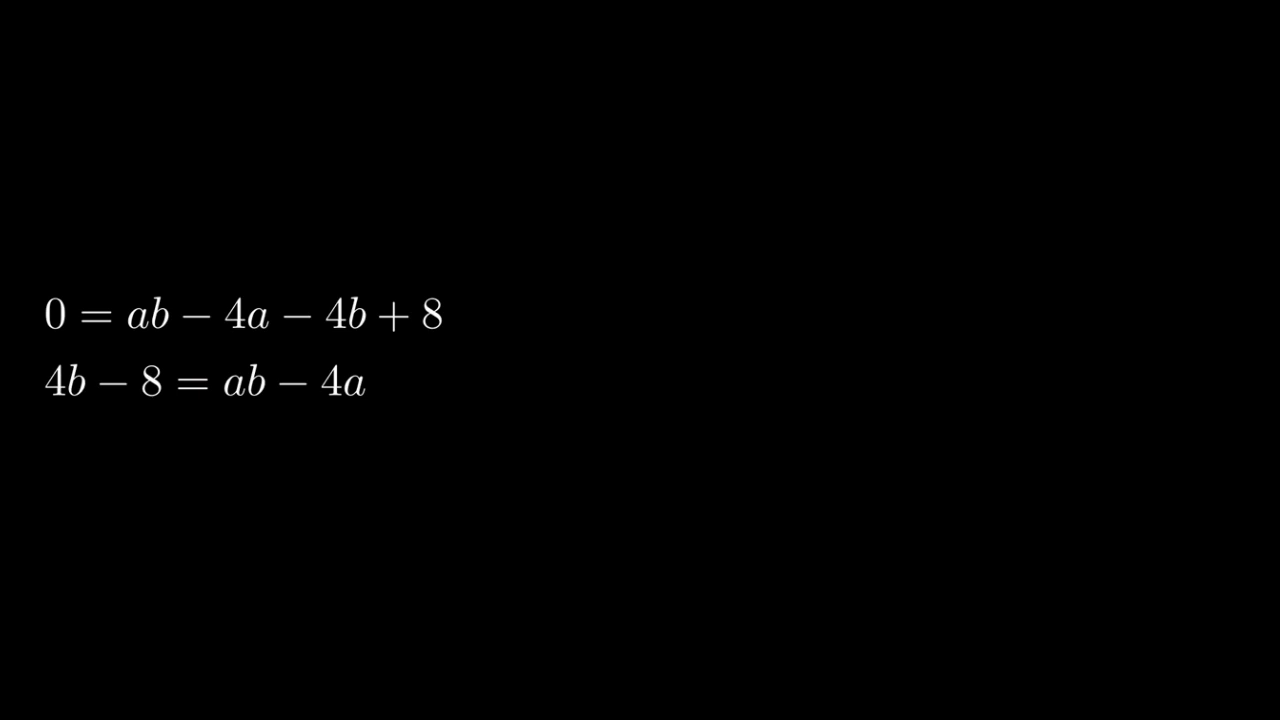 0 = ab − 4a − 4b + 8
4b − 8 = ab − 4a